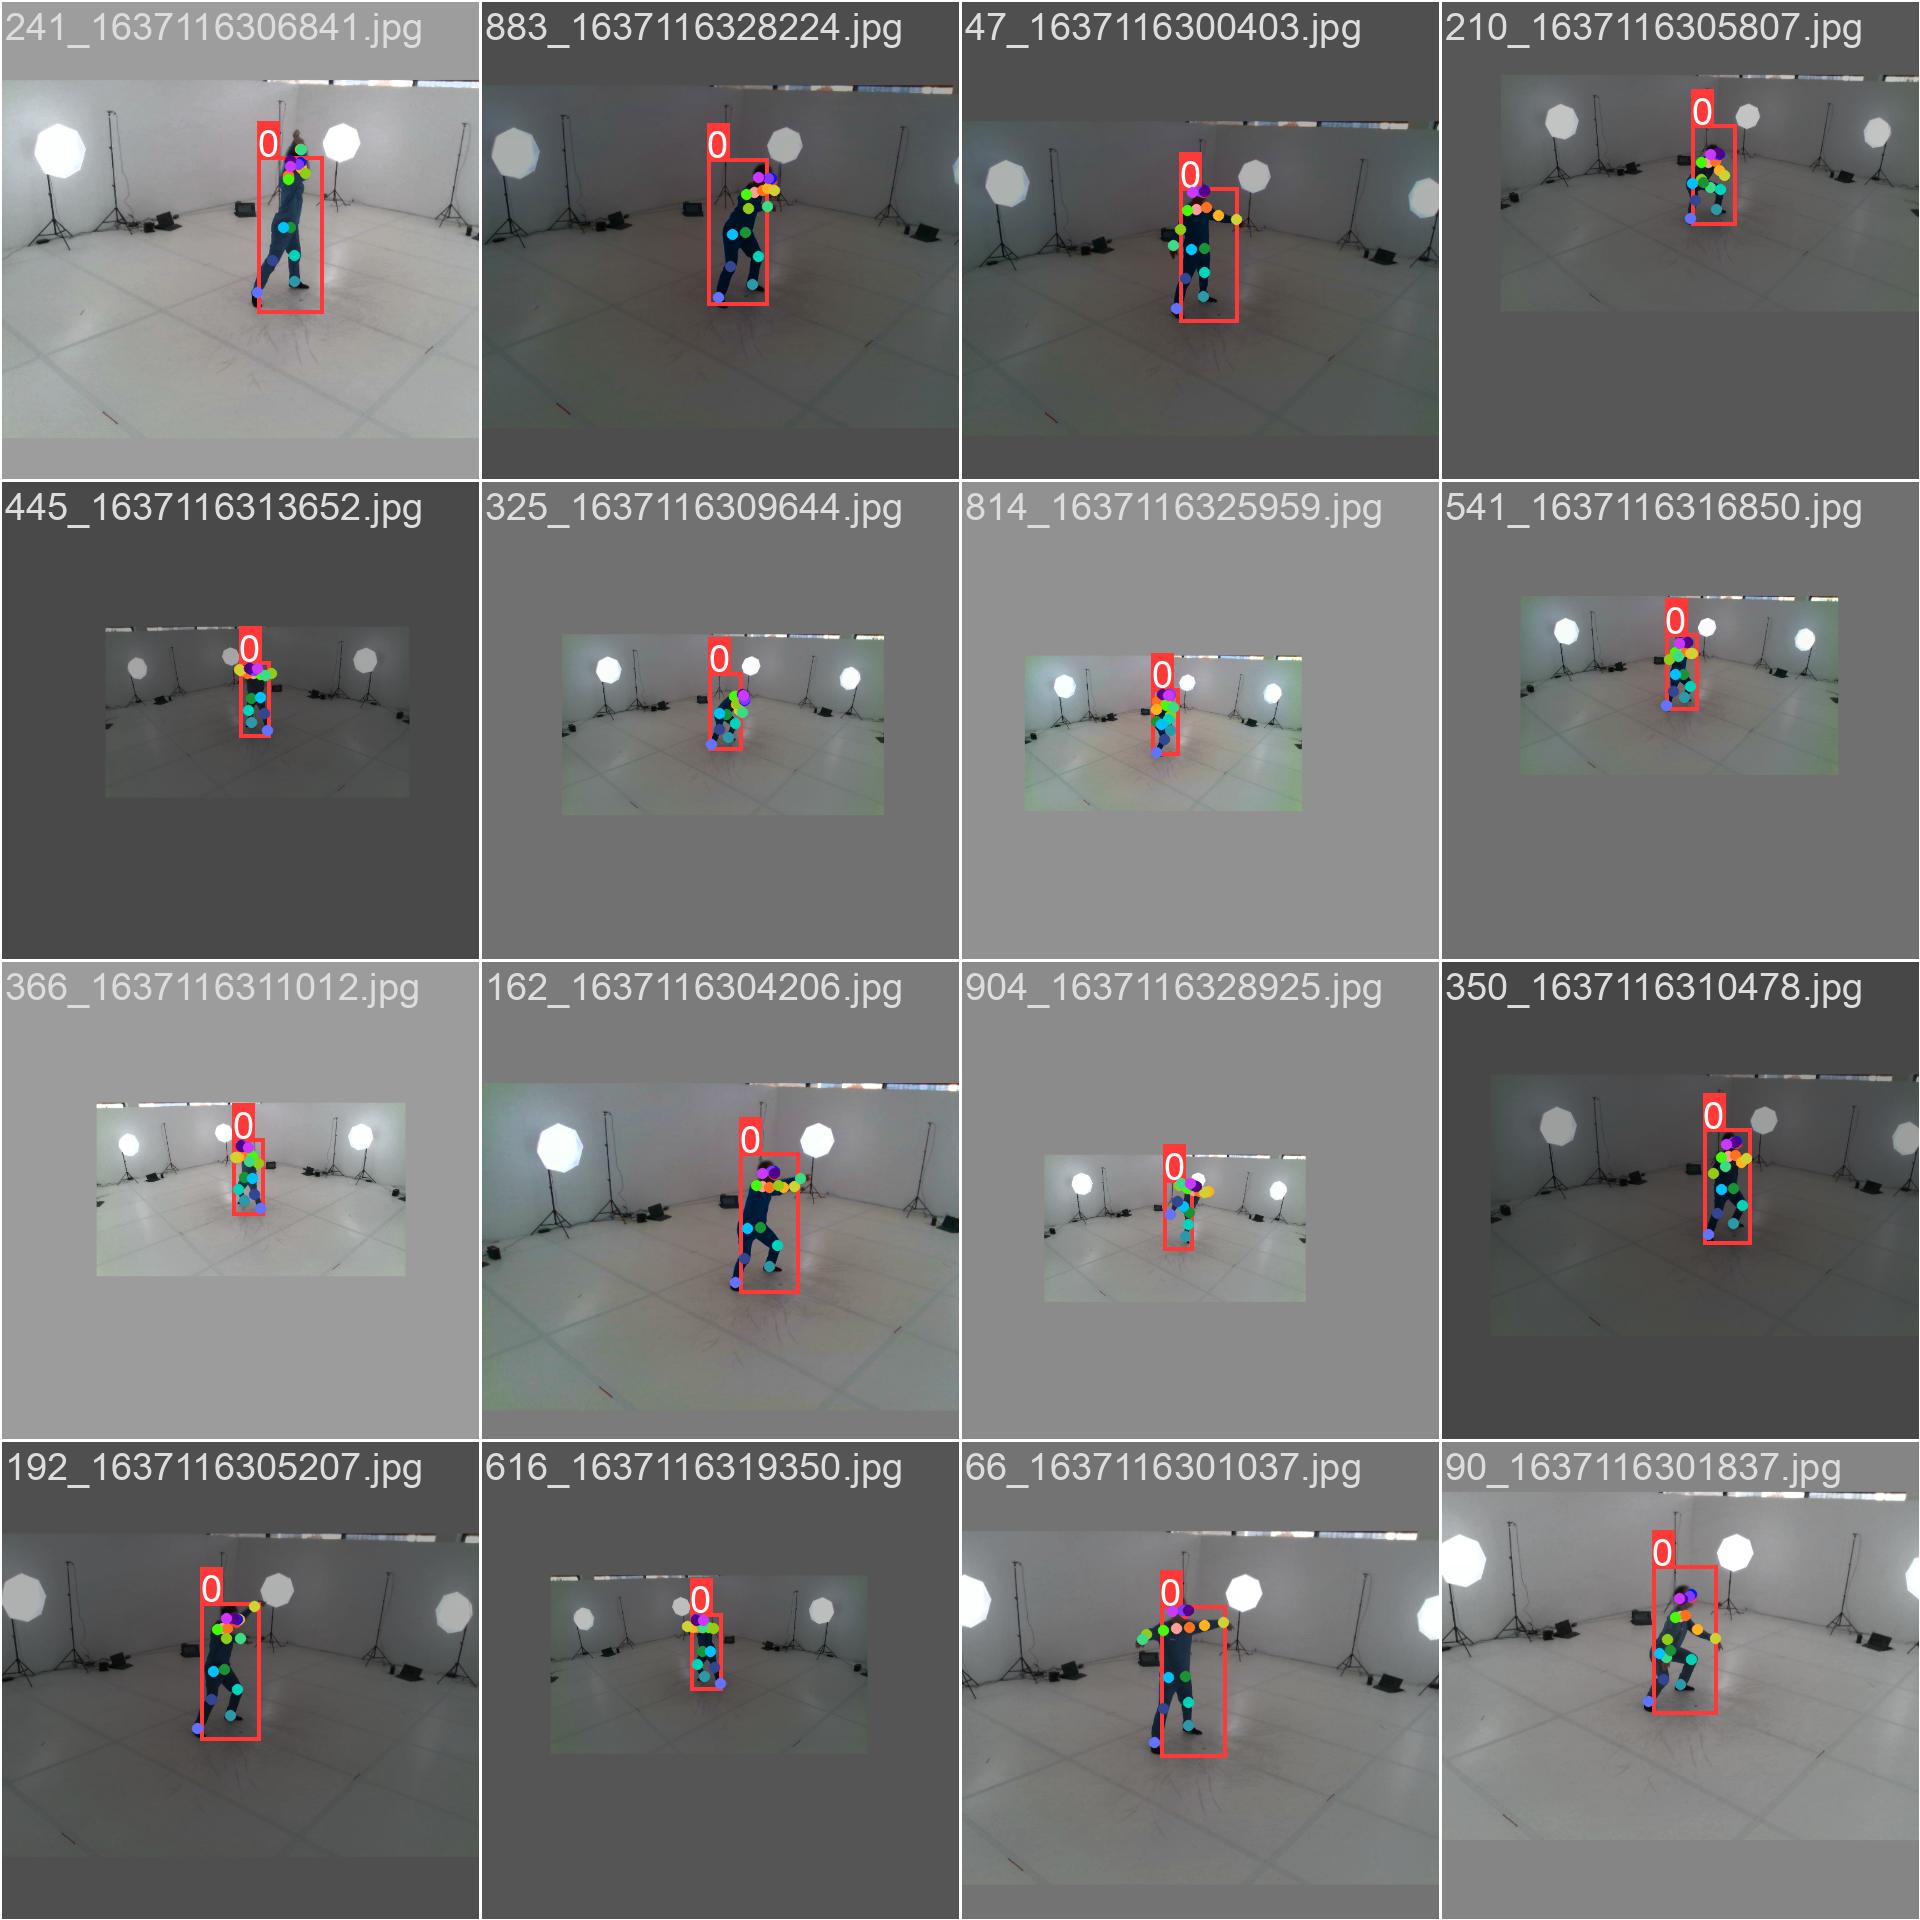 241_1637116306841.jpg
883_1637116328224.jpg
47_1637116300403.jpg
210_1637116305807.jpg
0
0
0
0
445_1637116313652.jpg
325_1637116309644.jpg
814_1637116325959.jpg
541_1637116316850.jpg
0
0
0
0
366_1637116311012.jpg
162_1637116304206.jpg
904_1637116328925.jpg
350_1637116310478.jpg
0
0
0
0
192_1637116305207.jpg
616_1637116319350.jpg
66_1637116301037.jpg
90_1637116301837.jpg
0
0
0
0